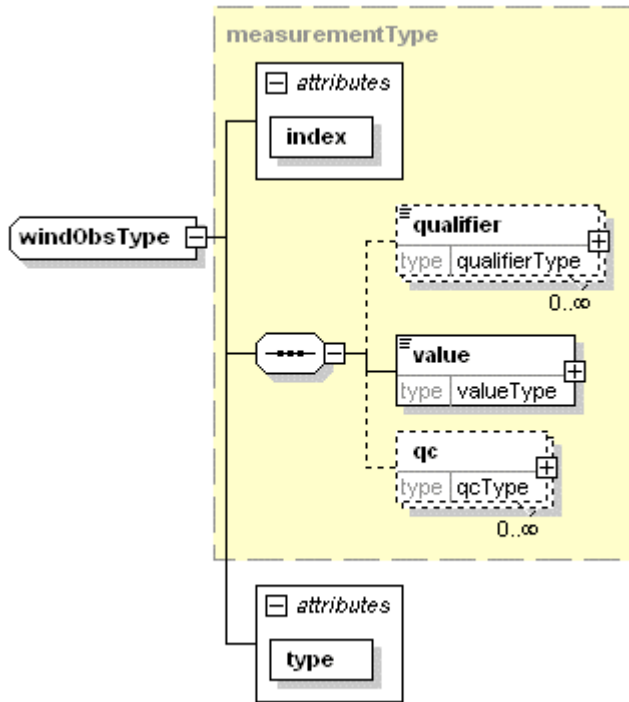 measurementType
attributes
index
windObsType
qualifier
type qualifierType
0..∞
value
type valueType
qc
type qcType
0..∞
attributes
type